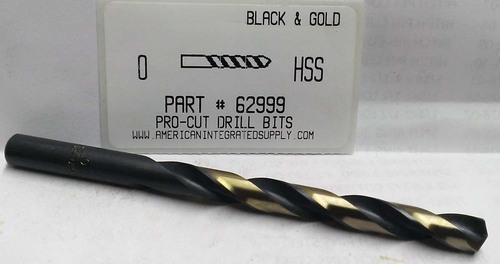 BLACK & GOLD
O HSS
PART # 62999
PRO-CUT DRILL BITS
WWW.AMERICANINTEGRATEDSUPPLY.COM